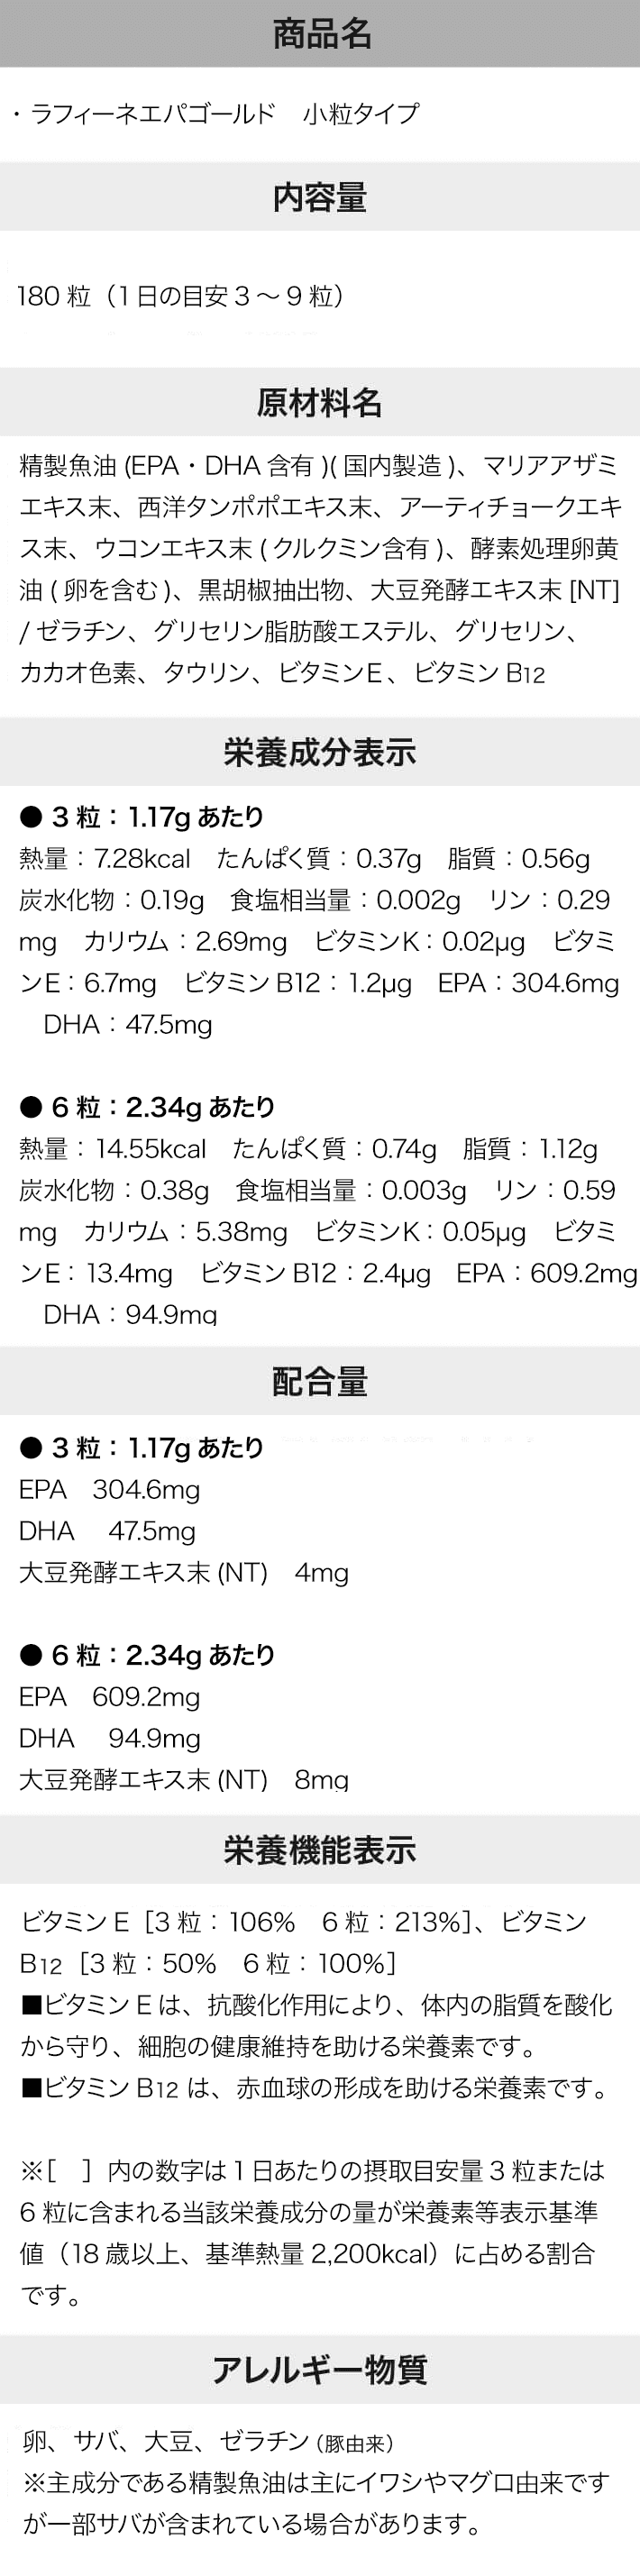 商品名
・ラフィーネエパゴールド　小粒タイプ
内容量
180 粒（1 日の目安 3 〜 9 粒）
原材料名
精製魚油 (EPA・DHA 含有 )( 国内製造 )、マリアアザミ
エキス末、西洋タンポポエキス末、アーティチョークエキ
ス末、ウコンエキス末 ( クルクミン含有 )、酵素処理卵黄
油 ( 卵を含む )、黒胡椒抽出物、大豆発酵エキス末 [NT]
/ ゼラチン、グリセリン脂肪酸エステル、グリセリン、
カカオ色素、タウリン、ビタミンE、ビタミン B12
栄養成分表示
● 3 粒：1.17g あたり
熱量：7.28kcal　たんぱく質：0.37g　脂質：0.56g
炭水化物：0.19g　食塩相当量：0.002g　リン：0.29
mg　カリウム：2.69mg　ビタミンK：0.02μg　ビタミ
ンE：6.7mg　ビタミン B12：1.2μg　EPA：304.6mg
　DHA：47.5mg
● 6 粒：2.34g あたり
熱量：14.55kcal　たんぱく質：0.74g　脂質：1.12g
炭水化物：0.38g　食塩相当量：0.003g　リン：0.59
mg　カリウム：5.38mg　ビタミンK：0.05μg　ビタミ
ンE：13.4mg　ビタミン B12：2.4μg　EPA：609.2mg
　DHA：94.9mg
配合量
● 3 粒：1.17g あたり
EPA　304.6mg
DHA　47.5mg
大豆発酵エキス末 (NT)　4mg
● 6 粒：2.34g あたり
EPA　609.2mg
DHA　94.9mg
大豆発酵エキス末 (NT)　8mg
栄養機能表示
ビタミン E［3 粒：106%　6 粒：213%］、ビタミン
B12［3 粒：50%　6 粒：100%］
■ビタミン E は、抗酸化作用により、体内の脂質を酸化
から守り、細胞の健康維持を助ける栄養素です。
■ビタミン B12 は、赤血球の形成を助ける栄養素です。
※［　］内の数字は 1 日あたりの摂取目安量 3 粒または
6 粒に含まれる当該栄養成分の量が栄養素等表示基準
値（18 歳以上、基準熱量 2,200kcal）に占める割合
です。
アレルギー物質
卵、サバ、大豆、ゼラチン（豚由来）
※主成分である精製魚油は主にイワシやマグロ由来です
が一部サバが含まれている場合があります。